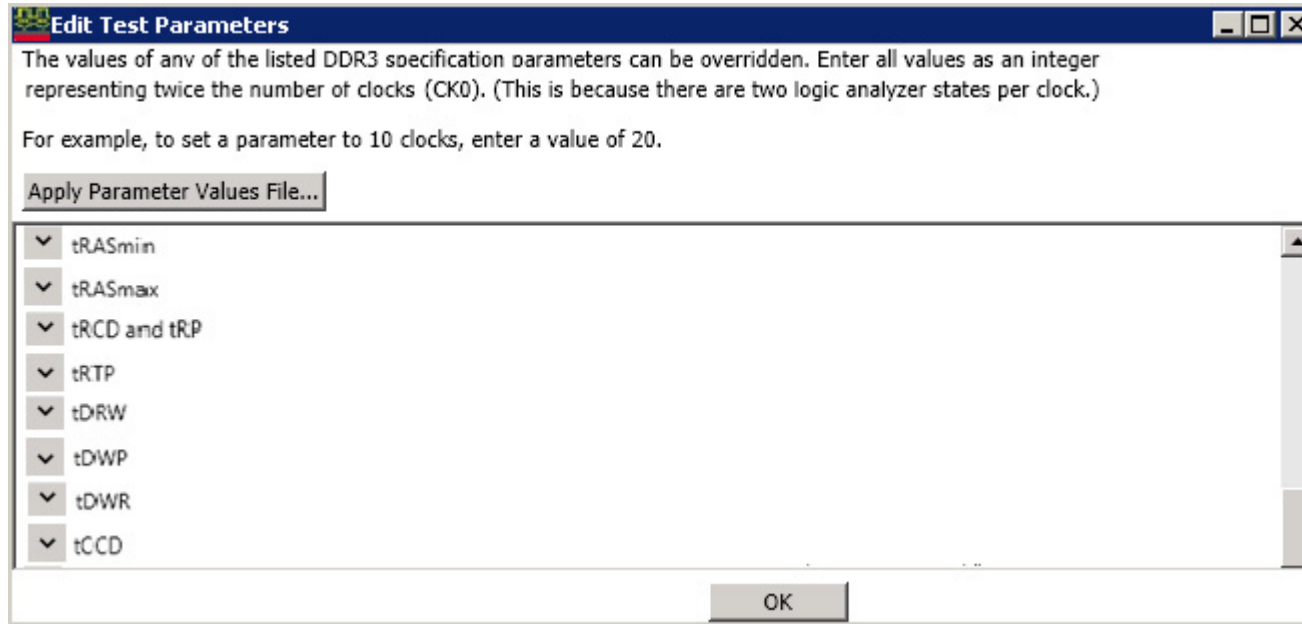 Edit Test Parameters
The values of any of the listed DDR3 specification parameters can be overridden. Enter all values as an integer
representing twice the number of clocks (CK0). (This is because there are two logic analyzer states per clock.)
For example, to set a parameter to 10 clocks, enter a value of 20.
Apply Parameter Values File...
tRASmin
tRASmax
tRCD and tRP
tRTP
tDRW
tDWP
tDWR
tCCD
OK